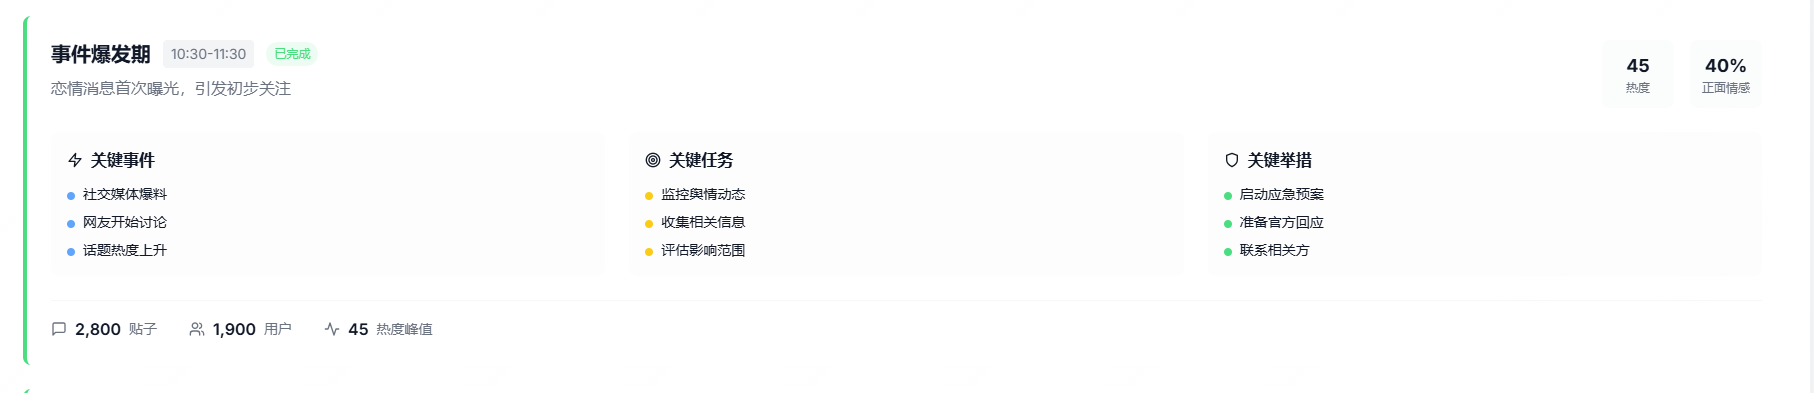 事件爆发期 10:30-11:30 已完成
恋情消息首次曝光，引发初步关注
45
热度
40%
正面情感
关键事件
社交媒体爆料
网友开始讨论
话题热度上升
关键任务
监控舆情动态
收集相关信息
评估影响范围
关键举措
启动应急预案
准备官方回应
联系相关方
2,800 贴子 1,900 用户 45 热度峰值